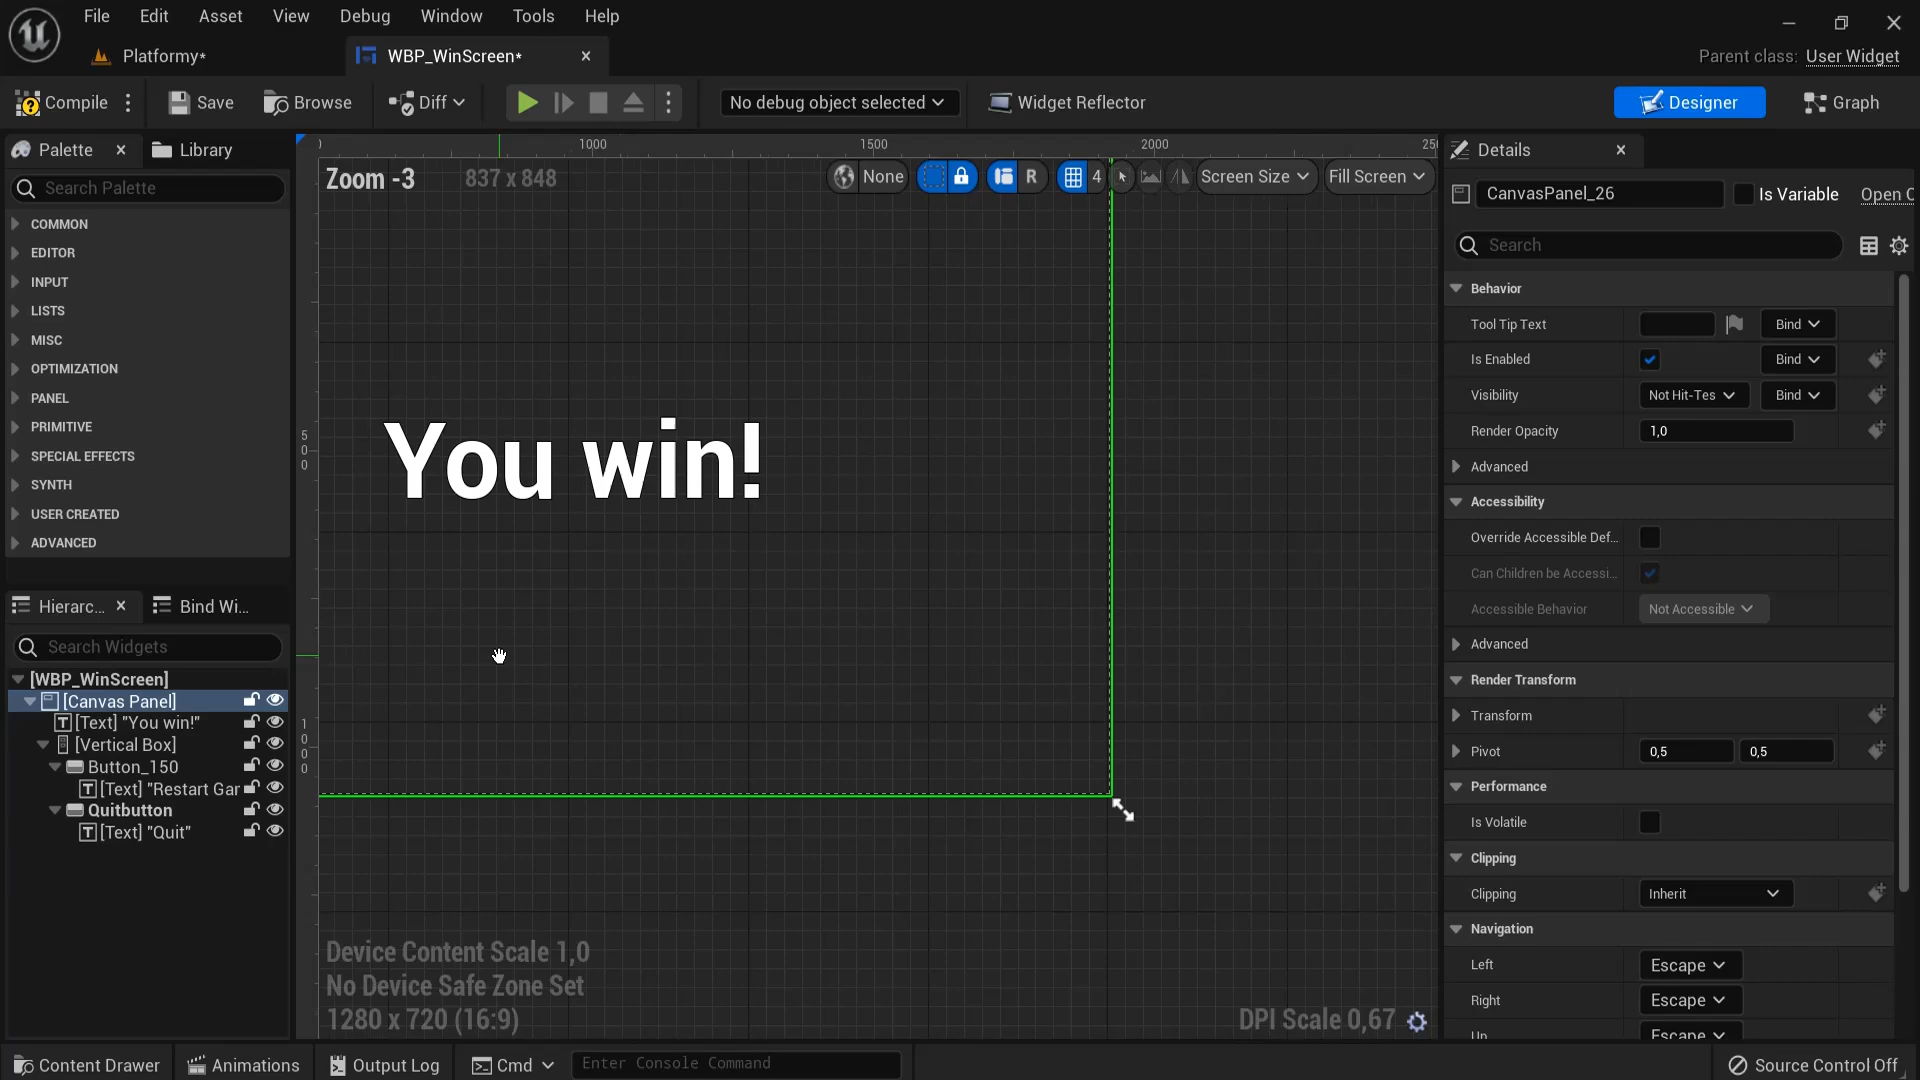 File Edit Asset View Debug Window Tools Help
Platformy*
WBP_WinScreen*
Parent class: User Widget
Compile
Save
Browse
Diff
No debug object selected
Widget Reflector
Designer
Graph
Palette
Library
Search Palette
COMMON
EDITOR
INPUT
LISTS
MISC
OPTIMIZATION
PANEL
PRIMITIVE
SPECIAL EFFECTS
SYNTH
USER CREATED
ADVANCED
Hierarc...
Bind Wi...
Search Widgets
[WBP_WinScreen]
[Canvas Panel]
[Text] "You win!"
[Vertical Box]
Button_150
[Text] "Restart Gar
Quitbutton
[Text] "Quit"
1000 1500 2000 250
Zoom -3
837 x 848
None
R
4
Screen Size
Fill Screen
500
1000
You win!
Device Content Scale 1,0
No Device Safe Zone Set
1280 x 720 (16:9)
DPI Scale 0,67
Details
CanvasPanel_26
Is Variable
Open C
Search
Behavior
Tool Tip Text
Bind
Is Enabled
Bind
Visibility
Not Hit-Tes
Bind
Render Opacity
1,0
Advanced
Accessibility
Override Accessible Def...
Can Children be Accessi...
Accessible Behavior
Not Accessible
Advanced
Render Transform
Transform
Pivot
0,5
0,5
Performance
Is Volatile
Clipping
Clipping
Inherit
Navigation
Left
Escape
Right
Escape
Up
Escape
Content Drawer
Animations
Output Log
Cmd
Enter Console Command
Source Control Off